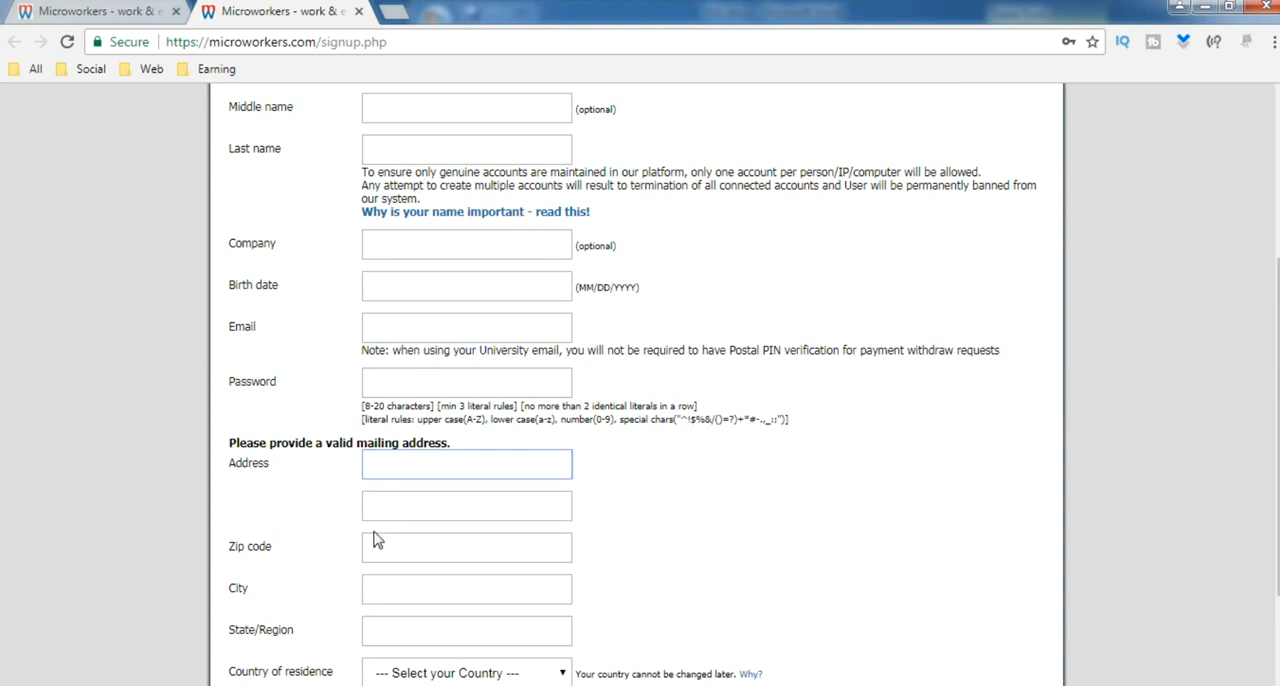 Microworkers - work & e
Microworkers - work & e
Secure
https://microworkers.com/signup.php
All
Social
Web
Earning
Middle name
(optional)
Last name
To ensure only genuine accounts are maintained in our platform, only one account per person/IP/computer will be allowed.
Any attempt to create multiple accounts will result to termination of all connected accounts and User will be permanently banned from
our system.
Why is your name important - read this!
Company
(optional)
Birth date
(MM/DD/YYYY)
Email
Note: when using your University email, you will not be required to have Postal PIN verification for payment withdraw requests
Password
[8-20 characters] [min 3 literal rules] [no more than 2 identical literals in a row]
[literal rules: upper case(A-Z), lower case(a-z), number(0-9), special chars("^!$%&/()=?)+*#-.,_;:")]
Please provide a valid mailing address.
Address
Zip code
City
State/Region
Country of residence
--- Select your Country ---
Your country cannot be changed later. Why?